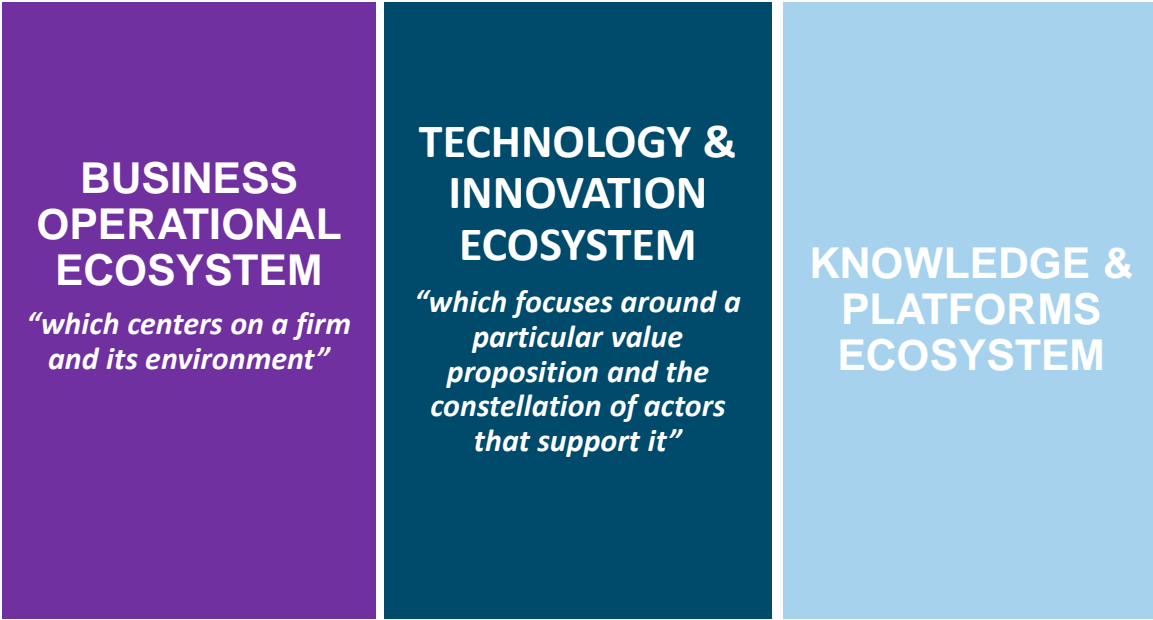 BUSINESS
OPERATIONAL
ECOSYSTEM
“which centers on a firm
and its environment”
TECHNOLOGY &
INNOVATION
ECOSYSTEM
“which focuses around a
particular value
proposition and the
constellation of actors
that support it”
KNOWLEDGE &
PLATFORMS
ECOSYSTEM